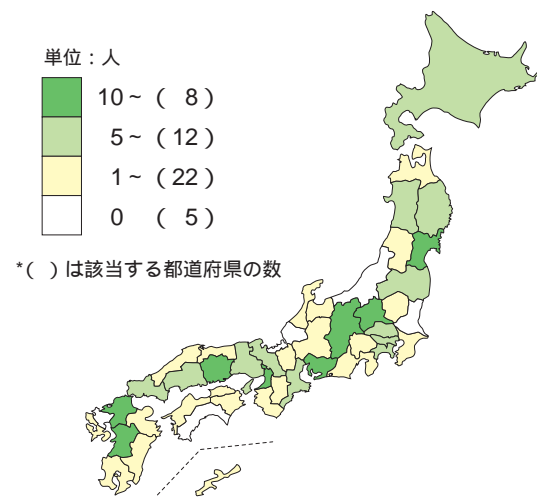 単位：人
10～（ 8）
5～（12）
1～（22）
0 （ 5）
*（ ）は該当する都道府県の数